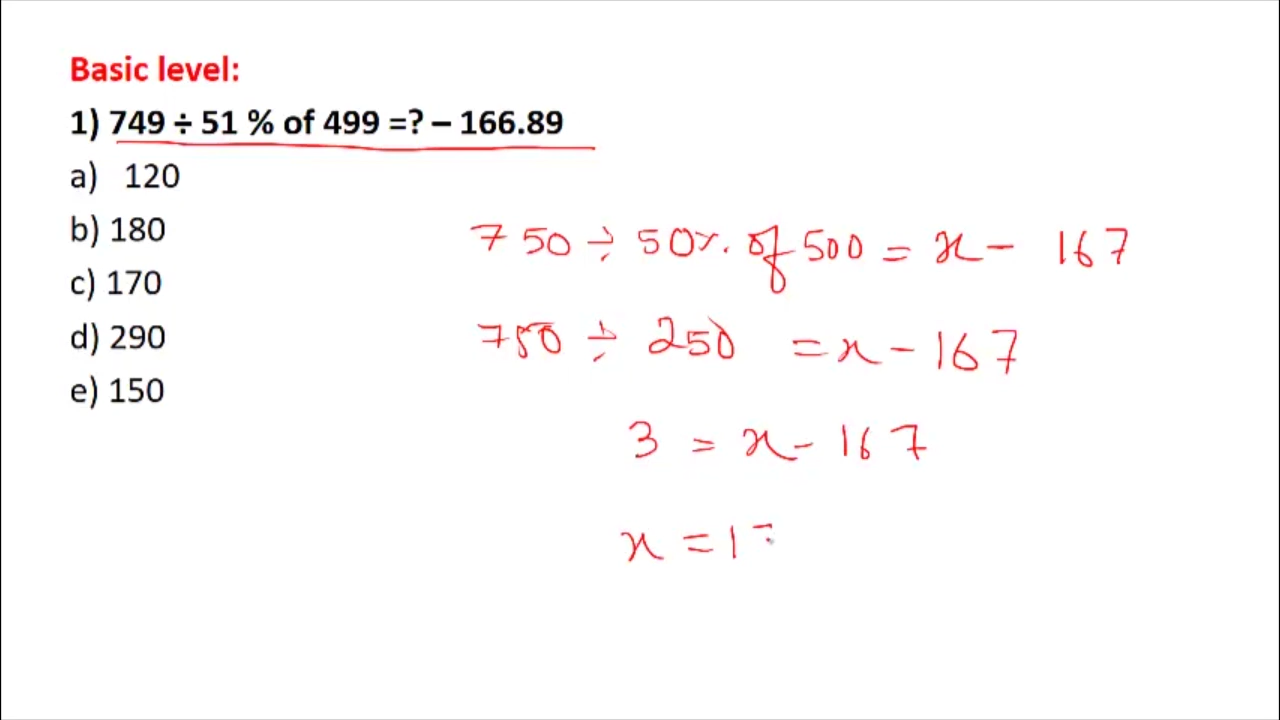 Basic level:
1) 749 ÷ 51 % of 499 =? – 166.89
a) 120
b) 180
c) 170
d) 290
e) 150
750 ÷ 50%. of 500 = x - 167
750 ÷ 250 = x - 167
3 = x - 167
x = 1